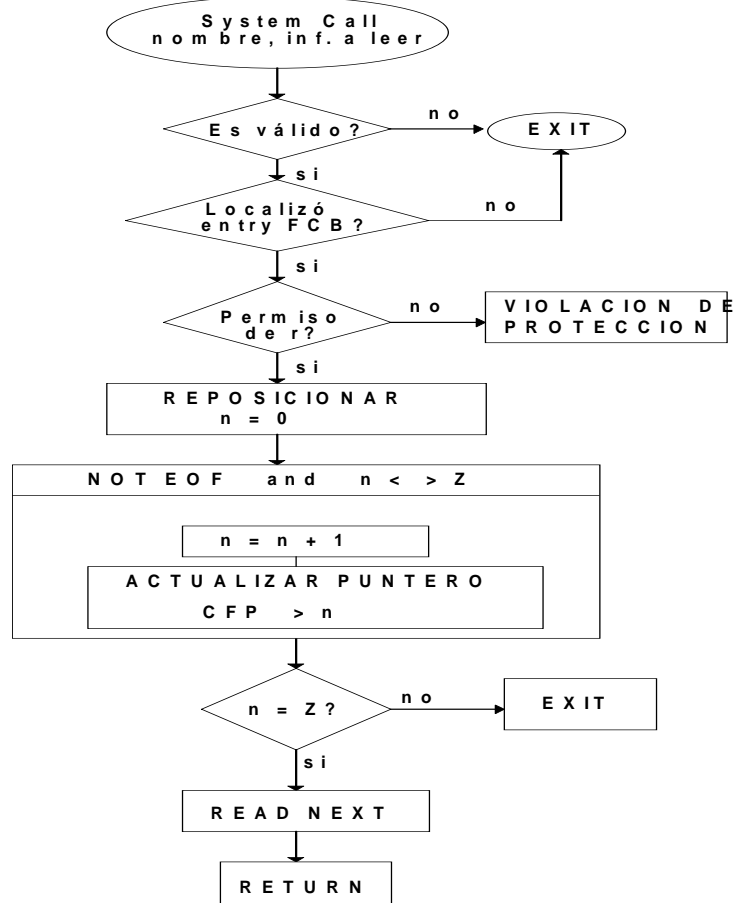 System Call
nombre, inf. a leer
Es válido?
no
EXIT
si
Localizó
entry FCB?
no
si
Permiso
de r?
no
VIOLACION DE
PROTECCION
si
REPOSICIONAR
n = 0
NOT EOF and n < > Z
n = n + 1
ACTUALIZAR PUNTERO
CFP > n
n = Z?
no
EXIT
si
READ NEXT
RETURN